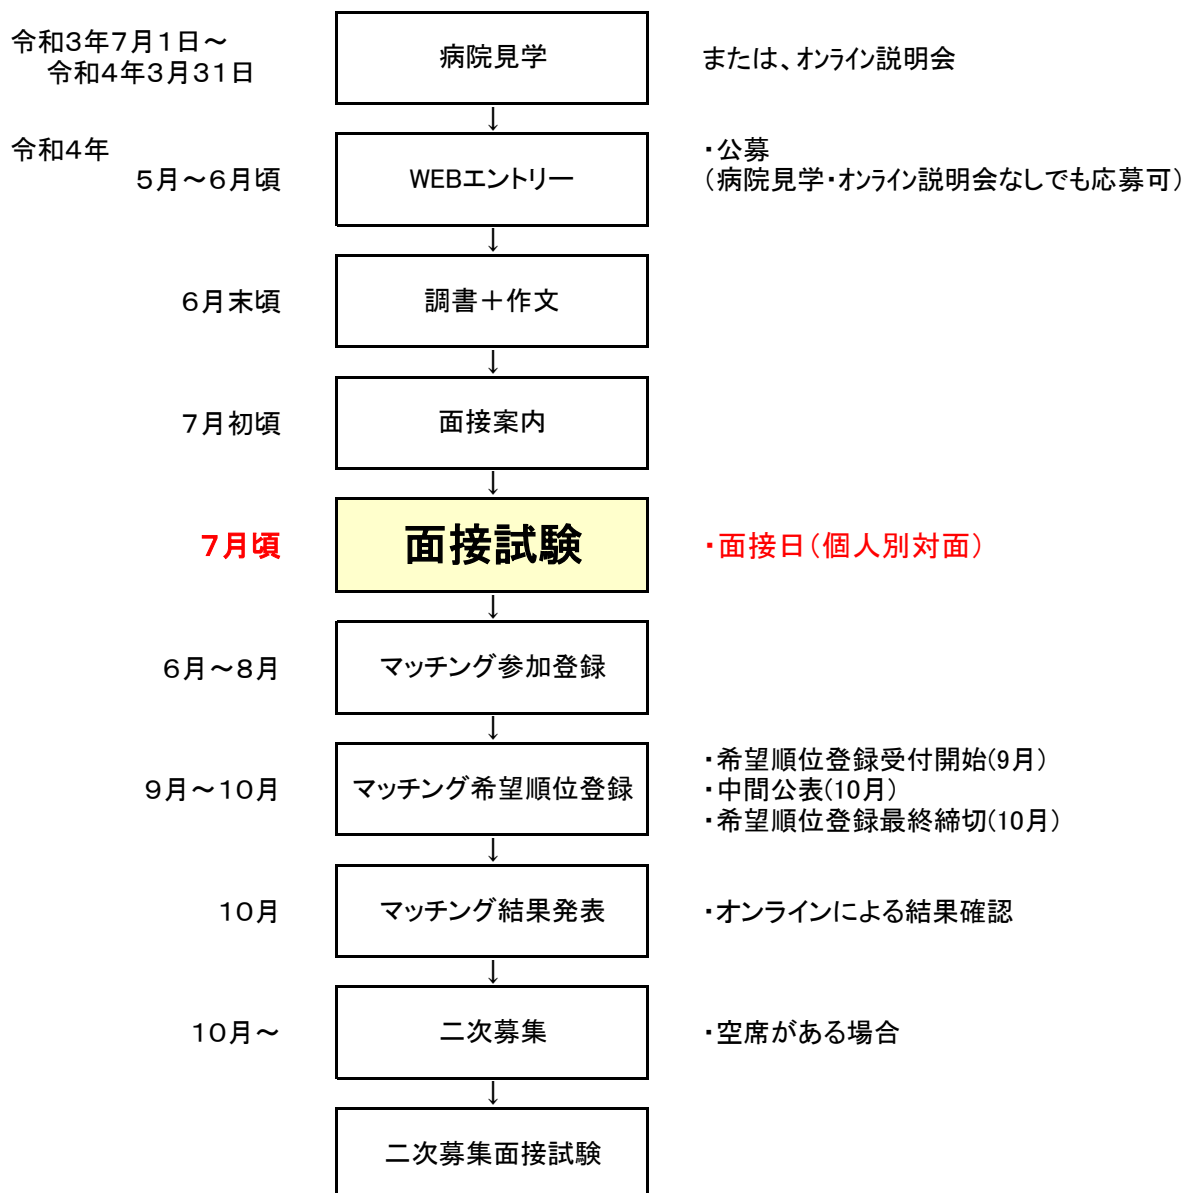 令和3年7月1日～
令和4年3月31日
病院見学
または、オンライン説明会
↓
令和4年
5月～6月頃
WEBエントリー
・公募
（病院見学・オンライン説明会なしでも応募可）
↓
6月末頃
調書＋作文
↓
7月初頃
面接案内
↓
7月頃
面接試験
・面接日（個人別対面）
↓
6月～8月
マッチング参加登録
↓
9月～10月
マッチング希望順位登録
・希望順位登録受付開始(9月)
・中間公表(10月)
・希望順位登録最終締切(10月)
↓
10月
マッチング結果発表
・オンラインによる結果確認
↓
10月～
二次募集
・空席がある場合
↓
二次募集面接試験